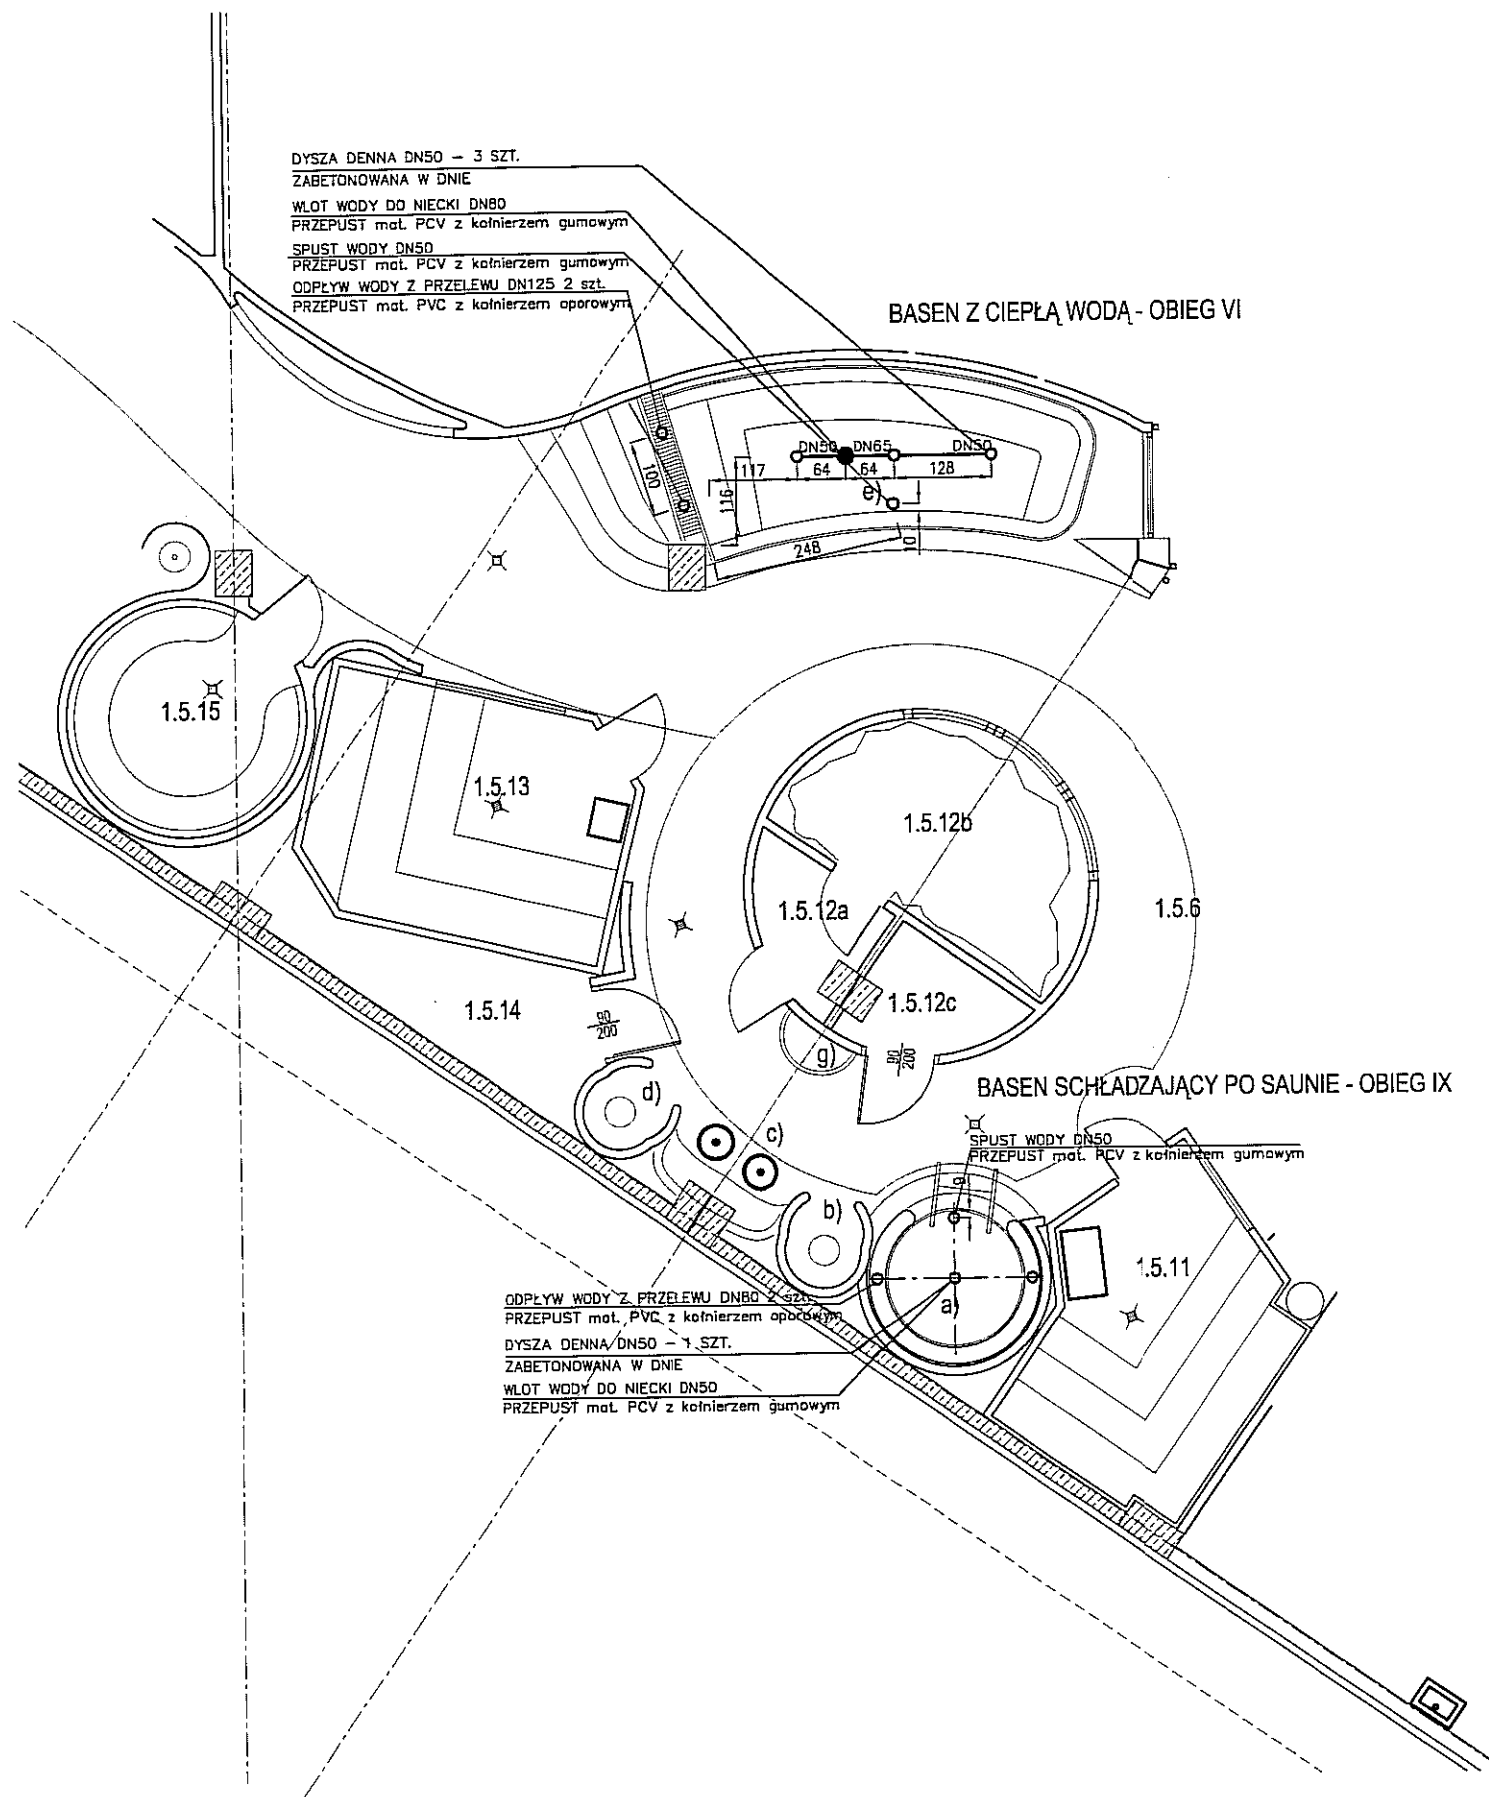 DYSZA DENNA DN50 – 3 SZT.
ZABETONOWANA W DNIE
WLOT WODY DO NIECKI DN80
PRZEPUST mat. PCV z kołnierzem gumowym
SPUST WODY DN50
PRZEPUST mat. PCV z kołnierzem gumowym
ODPŁYW WODY Z PRZELEWU DN125 2 szt.
PRZEPUST mat. PVC z kołnierzem oporowym
BASEN Z CIEPŁĄ WODĄ - OBIEG VI
DN50 DN65 DN50
117 64 64 128
100
116
e)
248
10
1.5.15
1.5.13
1.5.12b
1.5.12a
1.5.6
1.5.12c
1.5.14
90
200
g)
90
200
BASEN SCHŁADZAJĄCY PO SAUNIE - OBIEG IX
d)
c)
SPUST WODY DN50
PRZEPUST mat. PCV z kołnierzem gumowym
b)
1.5.11
a)
ODPŁYW WODY Z PRZELEWU DN80 2 szt.
PRZEPUST mat. PVC z kołnierzem oporowym
DYSZA DENNA DN50 – 1 SZT.
ZABETONOWANA W DNIE
WLOT WODY DO NIECKI DN50
PRZEPUST mat. PCV z kołnierzem gumowym